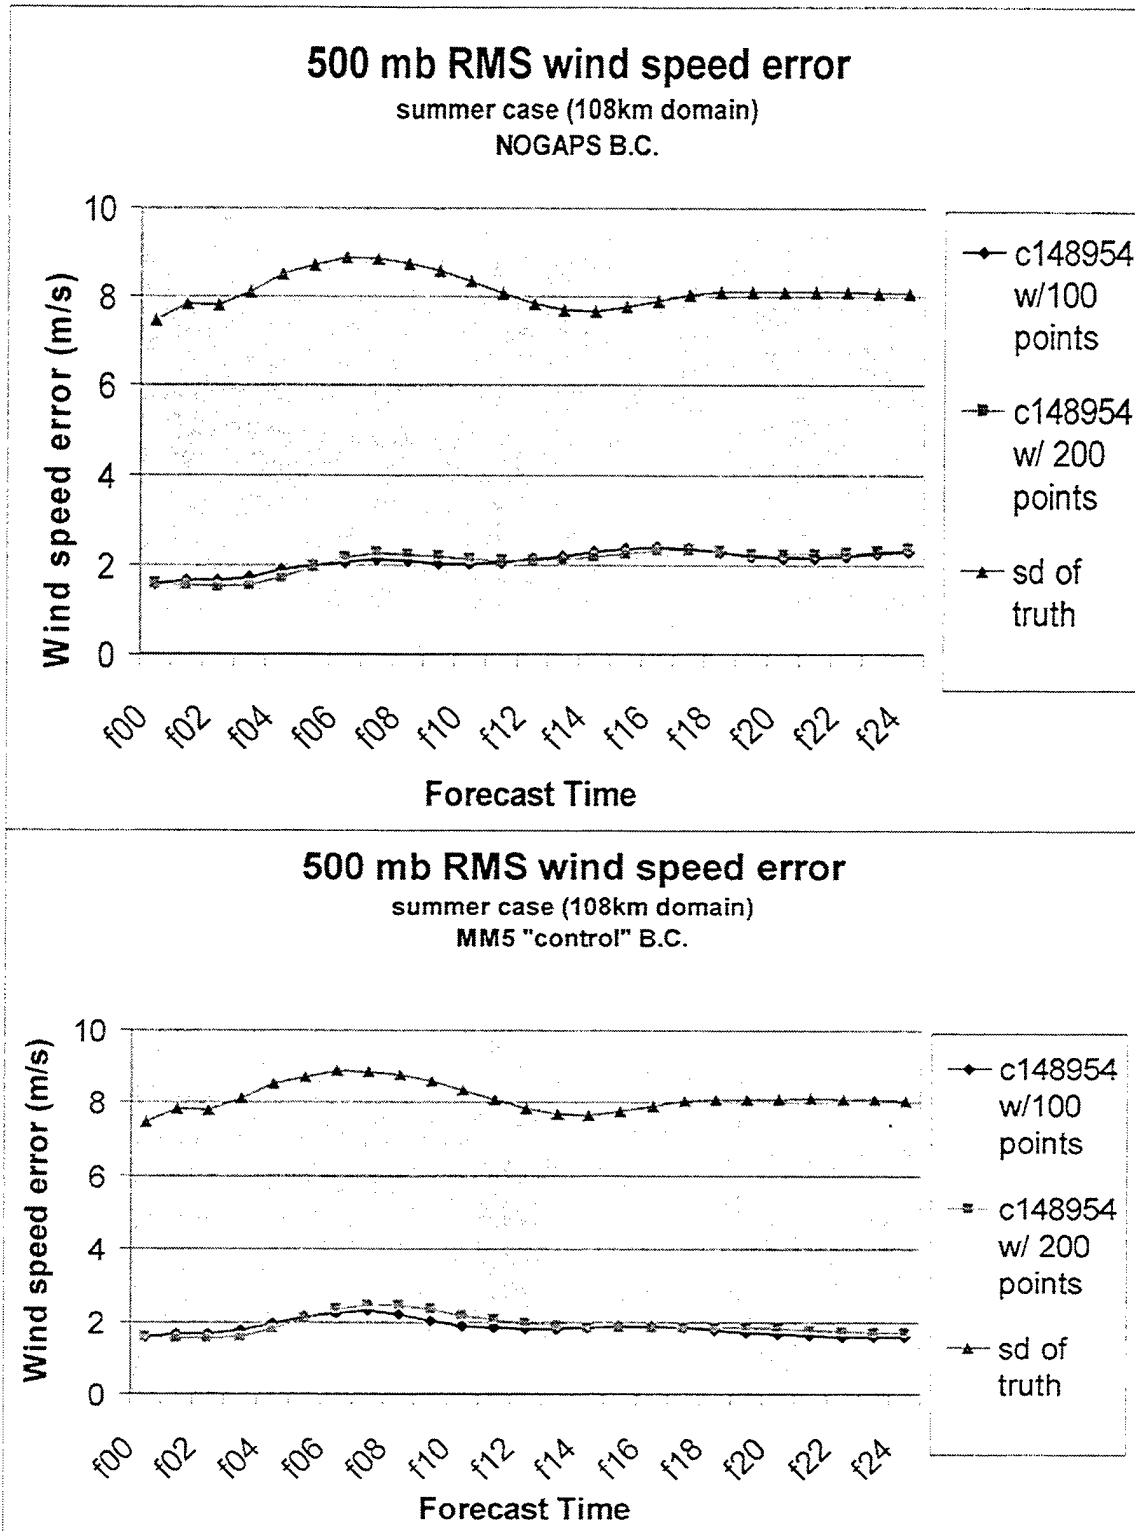 500 mb RMS wind speed error
summer case (108km domain)
NOGAPS B.C.
Wind speed error (m/s)
10
8
6
4
2
0
f00
f02
f04
f06
f08
f10
f12
f14
f16
f18
f20
f22
f24
Forecast Time
c148954
w/100
points
c148954
w/ 200
points
sd of
truth
500 mb RMS wind speed error
summer case (108km domain)
MM5 "control" B.C.
Wind speed error (m/s)
10
8
6
4
2
0
f00
f02
f04
f06
f08
f10
f12
f14
f16
f18
f20
f22
f24
Forecast Time
c148954
w/100
points
c148954
w/ 200
points
sd of
truth